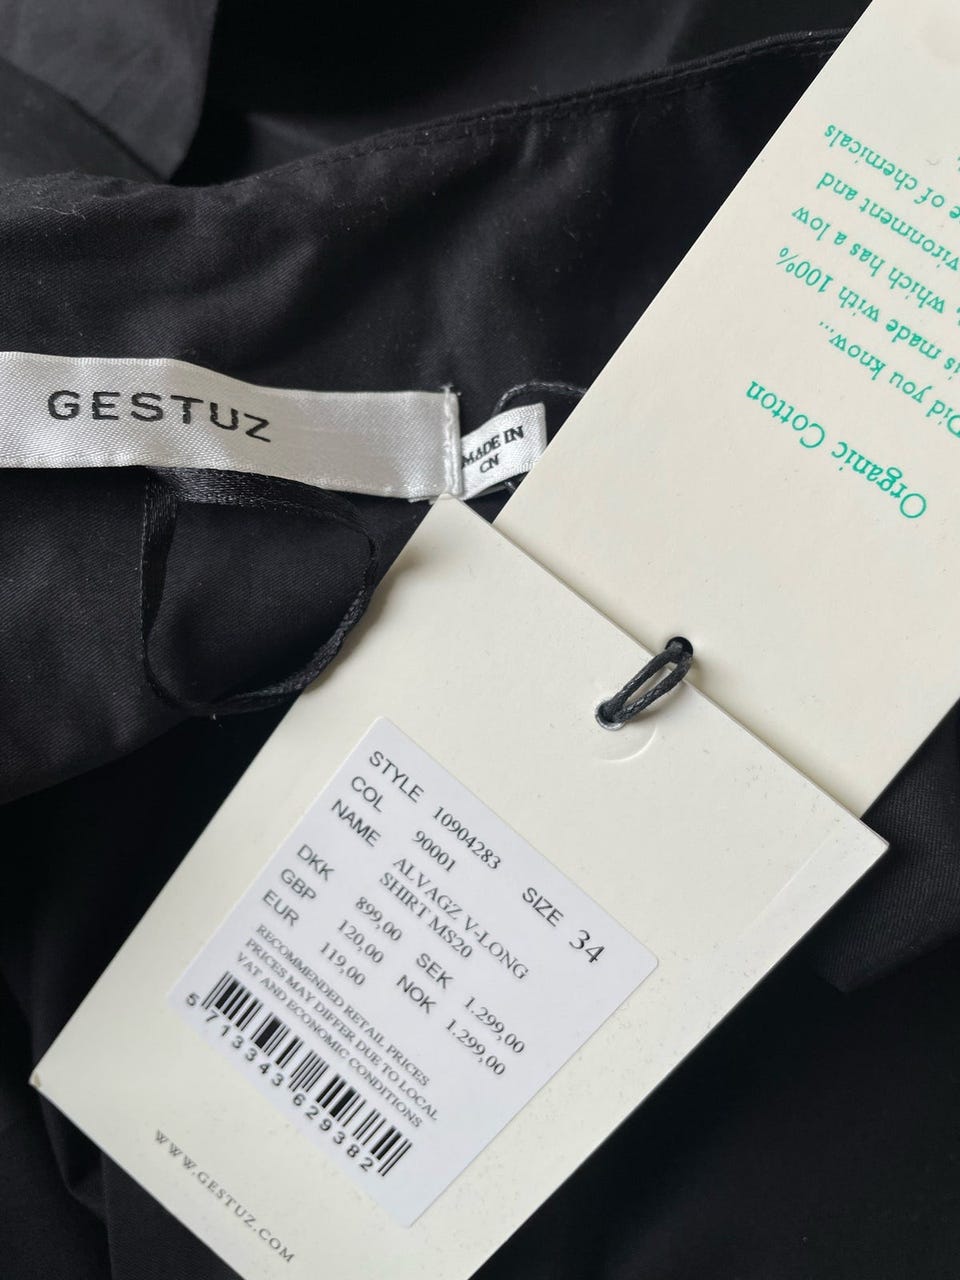 GESTUZ
MADE IN
CN
Organic Cotton
Did you know...
is made with 100%
which has a low
vironment and
e of chemicals
STYLE 10904283 SIZE 34
COL 90001
NAME ALVAGZ V-LONG
SHIRT MS20
DKK 899,00 SEK 1.299,00
GBP 120,00 NOK 1.299,00
EUR 119,00
RECOMMENDED RETAIL PRICES
PRICES MAY DIFFER DUE TO LOCAL
VAT AND ECONOMIC CONDITIONS
5713343629382
WWW.GESTUZ.COM